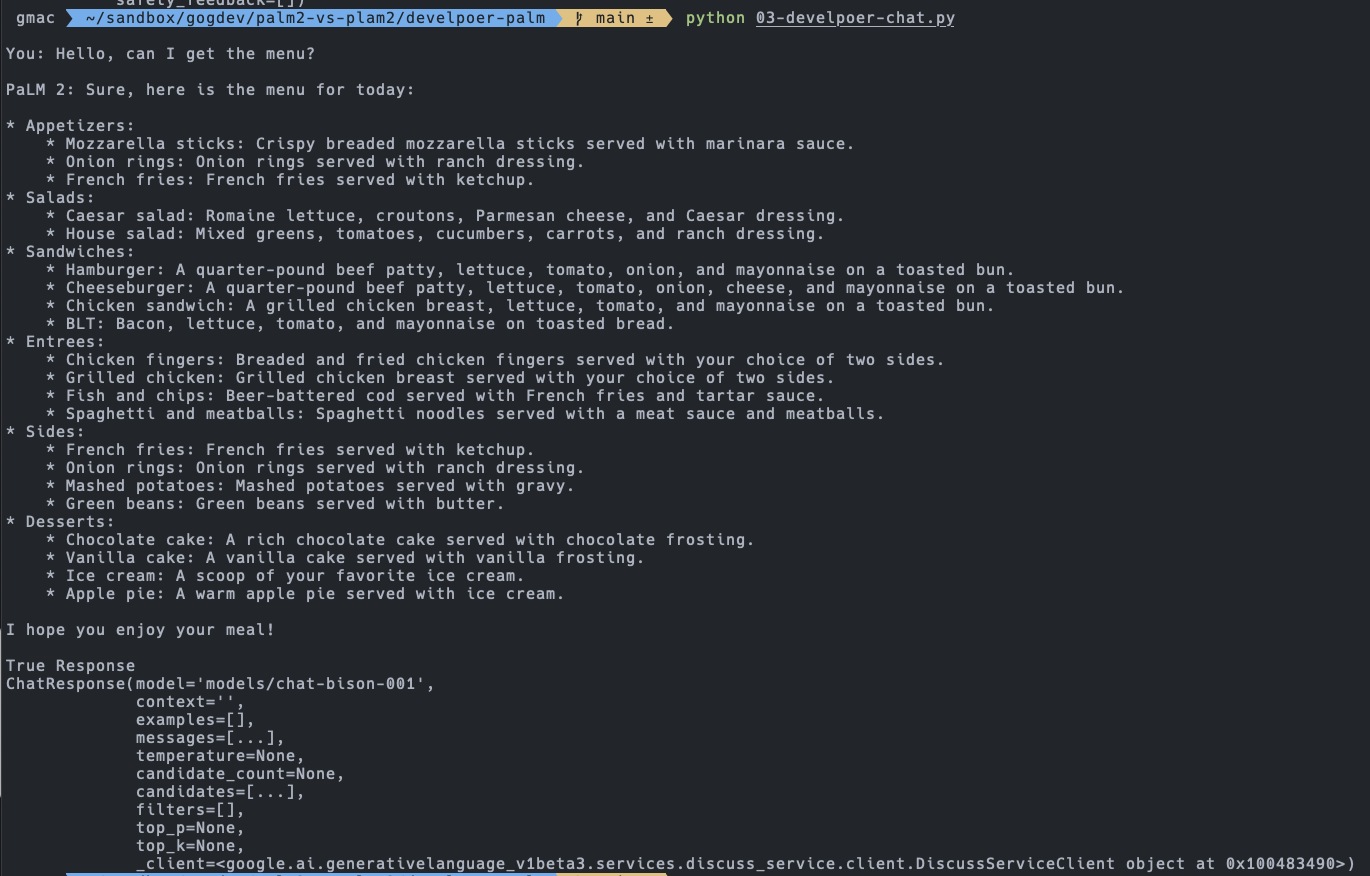 safety_feedback=[])
gmac ~/sandbox/gogdev/palm2-vs-plam2/develpoer-palm main ± python 03-develpoer-chat.py
You: Hello, can I get the menu?
PaLM 2: Sure, here is the menu for today:
* Appetizers:
    * Mozzarella sticks: Crispy breaded mozzarella sticks served with marinara sauce.
    * Onion rings: Onion rings served with ranch dressing.
    * French fries: French fries served with ketchup.
* Salads:
    * Caesar salad: Romaine lettuce, croutons, Parmesan cheese, and Caesar dressing.
    * House salad: Mixed greens, tomatoes, cucumbers, carrots, and ranch dressing.
* Sandwiches:
    * Hamburger: A quarter-pound beef patty, lettuce, tomato, onion, and mayonnaise on a toasted bun.
    * Cheeseburger: A quarter-pound beef patty, lettuce, tomato, onion, cheese, and mayonnaise on a toasted bun.
    * Chicken sandwich: A grilled chicken breast, lettuce, tomato, and mayonnaise on a toasted bun.
    * BLT: Bacon, lettuce, tomato, and mayonnaise on toasted bread.
* Entrees:
    * Chicken fingers: Breaded and fried chicken fingers served with your choice of two sides.
    * Grilled chicken: Grilled chicken breast served with your choice of two sides.
    * Fish and chips: Beer-battered cod served with French fries and tartar sauce.
    * Spaghetti and meatballs: Spaghetti noodles served with a meat sauce and meatballs.
* Sides:
    * French fries: French fries served with ketchup.
    * Onion rings: Onion rings served with ranch dressing.
    * Mashed potatoes: Mashed potatoes served with gravy.
    * Green beans: Green beans served with butter.
* Desserts:
    * Chocolate cake: A rich chocolate cake served with chocolate frosting.
    * Vanilla cake: A vanilla cake served with vanilla frosting.
    * Ice cream: A scoop of your favorite ice cream.
    * Apple pie: A warm apple pie served with ice cream.
I hope you enjoy your meal!
True Response
ChatResponse(model='models/chat-bison-001',
             context='',
             examples=[],
             messages=[...],
             temperature=None,
             candidate_count=None,
             candidates=[...],
             filters=[],
             top_p=None,
             top_k=None,
             _client=<google.ai.generativelanguage_v1beta3.services.discuss_service.client.DiscussServiceClient object at 0x100483490>)